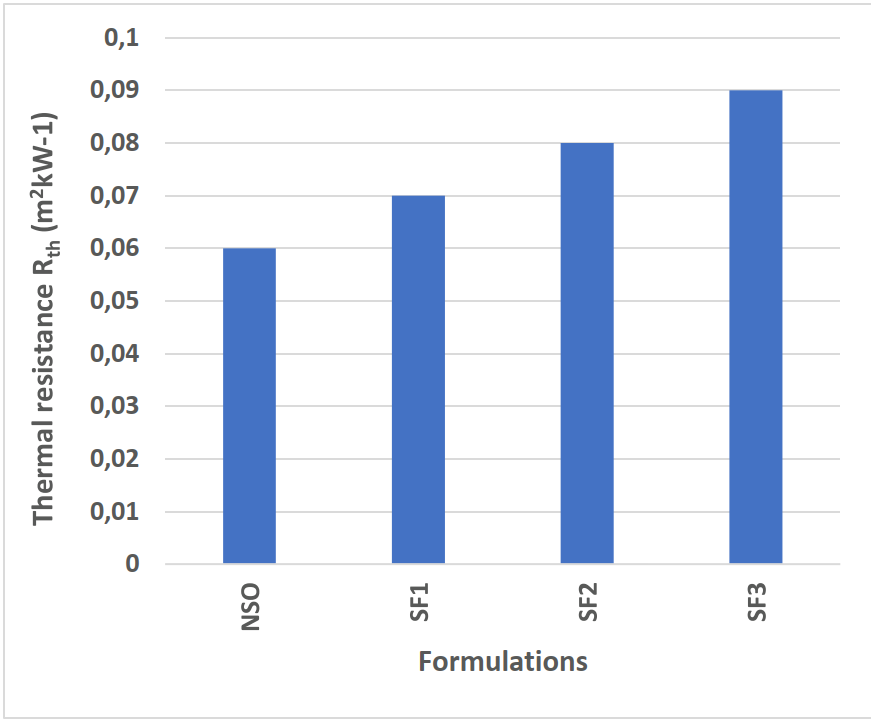 Thermal resistance Rth (m²kW-1)
0,1
0,09
0,08
0,07
0,06
0,05
0,04
0,03
0,02
0,01
0
NSO
SF1
SF2
SF3
Formulations